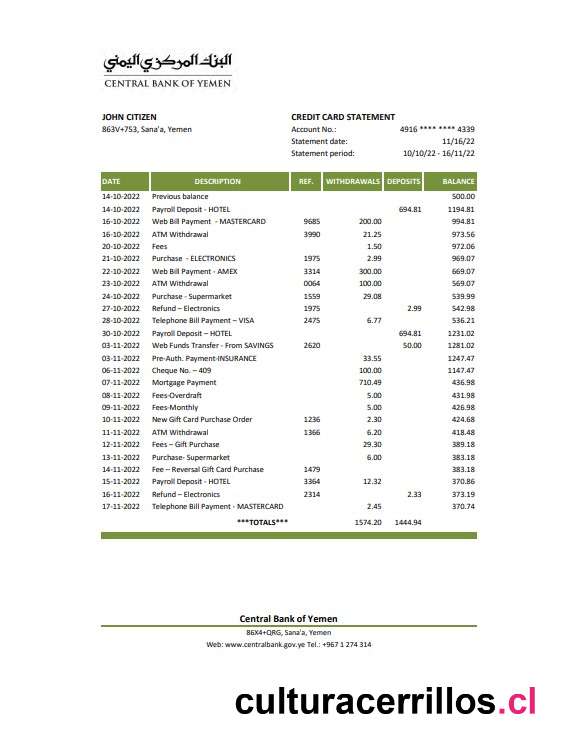 البنك المركزي اليمني
CENTRAL BANK OF YEMEN
JOHN CITIZEN
863V+753, Sana'a, Yemen
CREDIT CARD STATEMENT
Account No.: 4916 **** **** 4339
Statement date: 11/16/22
Statement period: 10/10/22 - 16/11/22
DATE DESCRIPTION REF. WITHDRAWALS DEPOSITS BALANCE
14-10-2022 Previous balance 500.00
14-10-2022 Payroll Deposit - HOTEL 694.81 1194.81
16-10-2022 Web Bill Payment - MASTERCARD 9685 200.00 994.81
16-10-2022 ATM Withdrawal 3990 21.25 973.56
20-10-2022 Fees 1.50 972.06
21-10-2022 Purchase - ELECTRONICS 1975 2.99 969.07
22-10-2022 Web Bill Payment - AMEX 3314 300.00 669.07
23-10-2022 ATM Withdrawal 0064 100.00 569.07
24-10-2022 Purchase - Supermarket 1559 29.08 539.99
27-10-2022 Refund – Electronics 1975 2.99 542.98
28-10-2022 Telephone Bill Payment – VISA 2475 6.77 536.21
30-10-2022 Payroll Deposit – HOTEL 694.81 1231.02
03-11-2022 Web Funds Transfer - From SAVINGS 2620 50.00 1281.02
03-11-2022 Pre-Auth. Payment-INSURANCE 33.55 1247.47
06-11-2022 Cheque No. – 409 100.00 1147.47
07-11-2022 Mortgage Payment 710.49 436.98
08-11-2022 Fees-Overdraft 5.00 431.98
09-11-2022 Fees-Monthly 5.00 426.98
10-11-2022 New Gift Card Purchase Order 1236 2.30 424.68
11-11-2022 ATM Withdrawal 1366 6.20 418.48
12-11-2022 Fees – Gift Purchase 29.30 389.18
13-11-2022 Purchase- Supermarket 6.00 383.18
14-11-2022 Fee – Reversal Gift Card Purchase 1479 383.18
15-11-2022 Payroll Deposit - HOTEL 3364 12.32 370.86
16-11-2022 Refund – Electronics 2314 2.33 373.19
17-11-2022 Telephone Bill Payment - MASTERCARD 2.45 370.74
***TOTALS*** 1574.20 1444.94
Central Bank of Yemen
86X4+QRG, Sana'a, Yemen
Web: www.centralbank.gov.ye Tel.: +967 1 274 314
culturacerrillos.cl